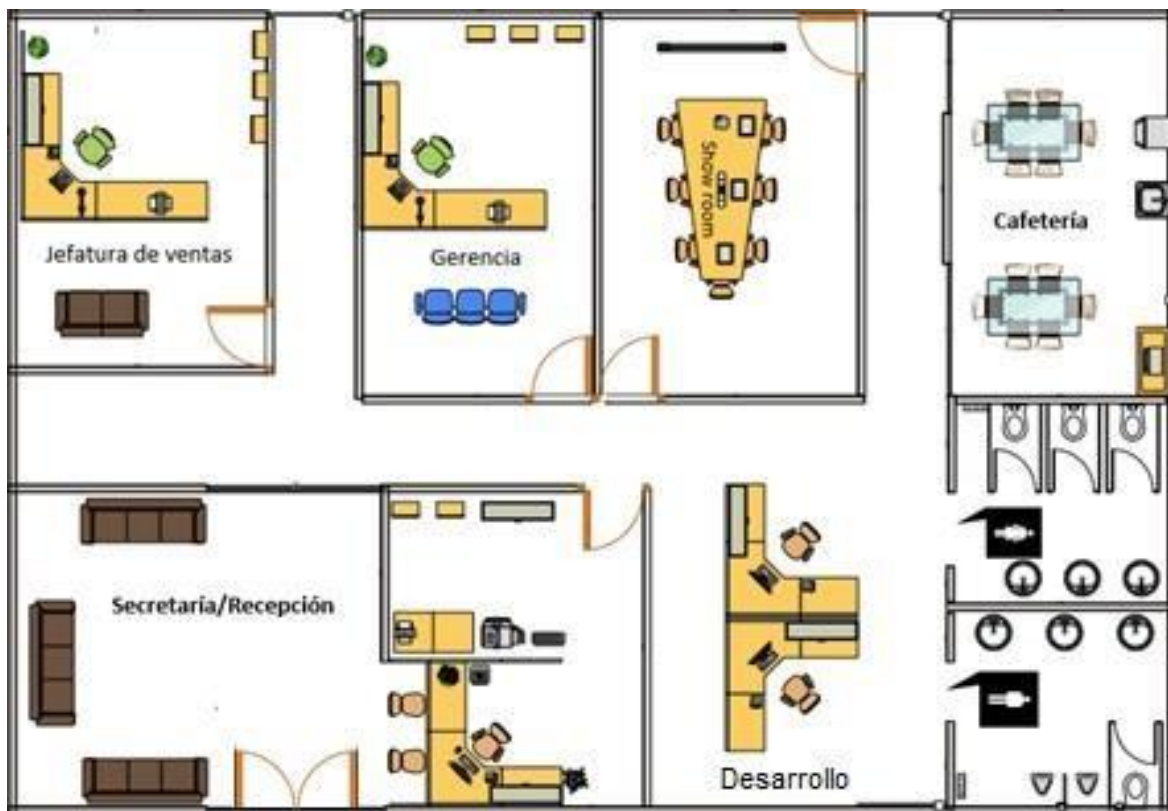 Jefatura de ventas
Gerencia
Show room
Cafetería
Secretaría/Recepción
Desarrollo